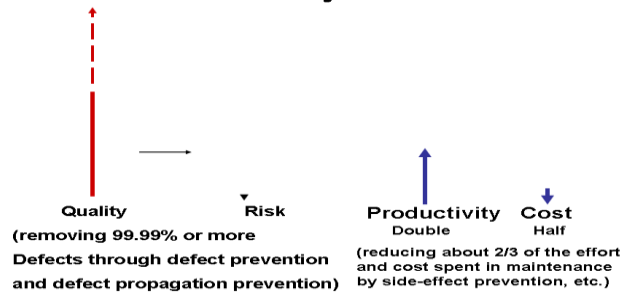 Quality
Risk
(removing 99.99% or more
Defects through defect prevention
and defect propagation prevention)
Productivity
Double
Cost
Half
(reducing about 2/3 of the effort
and cost spent in maintenance
by side-effect prevention, etc.)